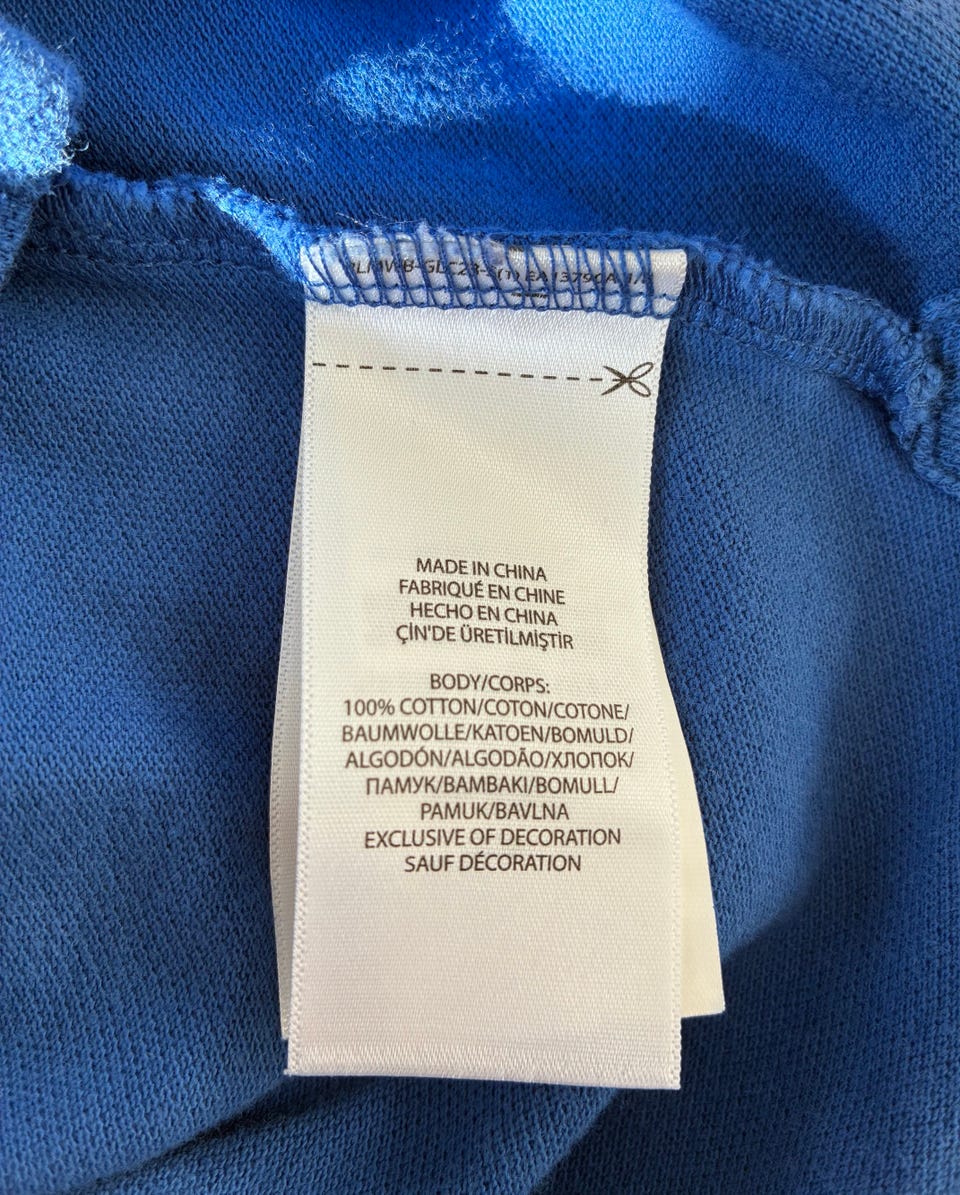 MADE IN CHINA
FABRIQUÉ EN CHINE
HECHO EN CHINA
ÇİN'DE ÜRETİLMİŞTİR
BODY/CORPS:
100% COTTON/COTON/COTONE/
BAUMWOLLE/KATOEN/BOMULD/
ALGODÓN/ALGODÃO/ХЛОПОК/
ПАМУК/BAMBAKI/BOMULL/
PAMUK/BAVLNA
EXCLUSIVE OF DECORATION
SAUF DÉCORATION